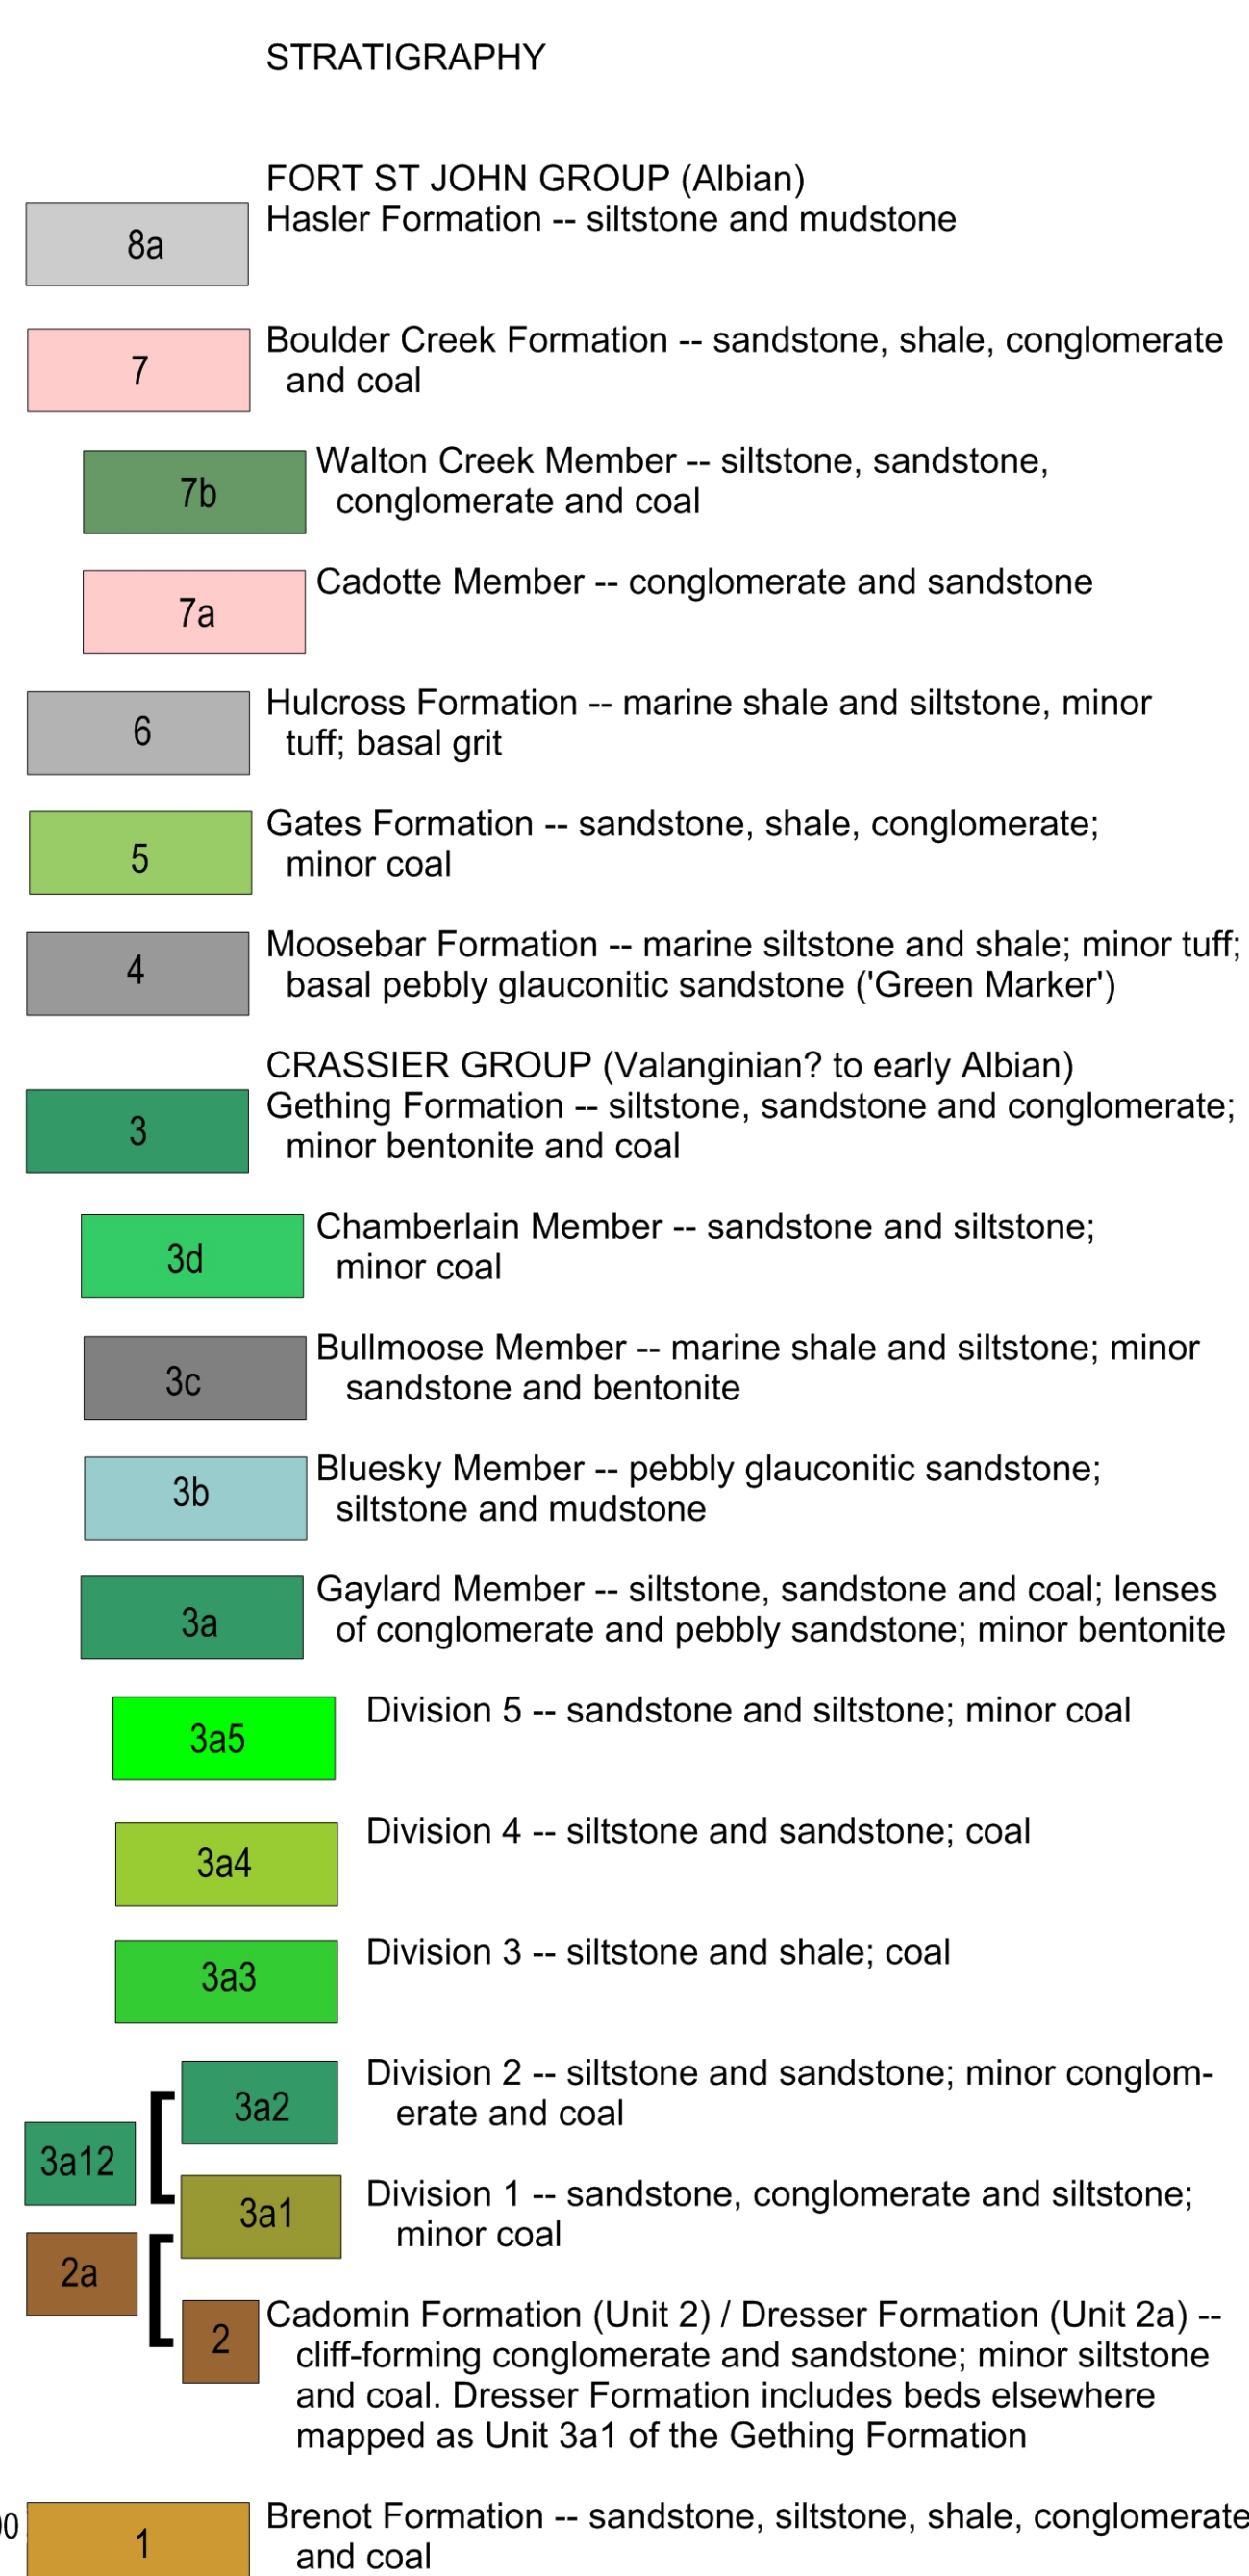 STRATIGRAPHY
FORT ST JOHN GROUP (Albian)
8a
Hasler Formation -- siltstone and mudstone
7
Boulder Creek Formation -- sandstone, shale, conglomerate
and coal
7b
Walton Creek Member -- siltstone, sandstone,
conglomerate and coal
7a
Cadotte Member -- conglomerate and sandstone
6
Hulcross Formation -- marine shale and siltstone, minor
tuff; basal grit
5
Gates Formation -- sandstone, shale, conglomerate;
minor coal
4
Moosebar Formation -- marine siltstone and shale; minor tuff;
basal pebbly glauconitic sandstone ('Green Marker')
CRASSIER GROUP (Valanginian? to early Albian)
3
Gething Formation -- siltstone, sandstone and conglomerate;
minor bentonite and coal
3d
Chamberlain Member -- sandstone and siltstone;
minor coal
3c
Bullmoose Member -- marine shale and siltstone; minor
sandstone and bentonite
3b
Bluesky Member -- pebbly glauconitic sandstone;
siltstone and mudstone
3a
Gaylard Member -- siltstone, sandstone and coal; lenses
of conglomerate and pebbly sandstone; minor bentonite
3a5
Division 5 -- sandstone and siltstone; minor coal
3a4
Division 4 -- siltstone and sandstone; coal
3a3
Division 3 -- siltstone and shale; coal
3a2
Division 2 -- siltstone and sandstone; minor conglom-
erate and coal
3a12
3a1
Division 1 -- sandstone, conglomerate and siltstone;
minor coal
2a
2
Cadomin Formation (Unit 2) / Dresser Formation (Unit 2a) --
cliff-forming conglomerate and sandstone; minor siltstone
and coal. Dresser Formation includes beds elsewhere
mapped as Unit 3a1 of the Gething Formation
1
Brenot Formation -- sandstone, siltstone, shale, conglomerate
and coal